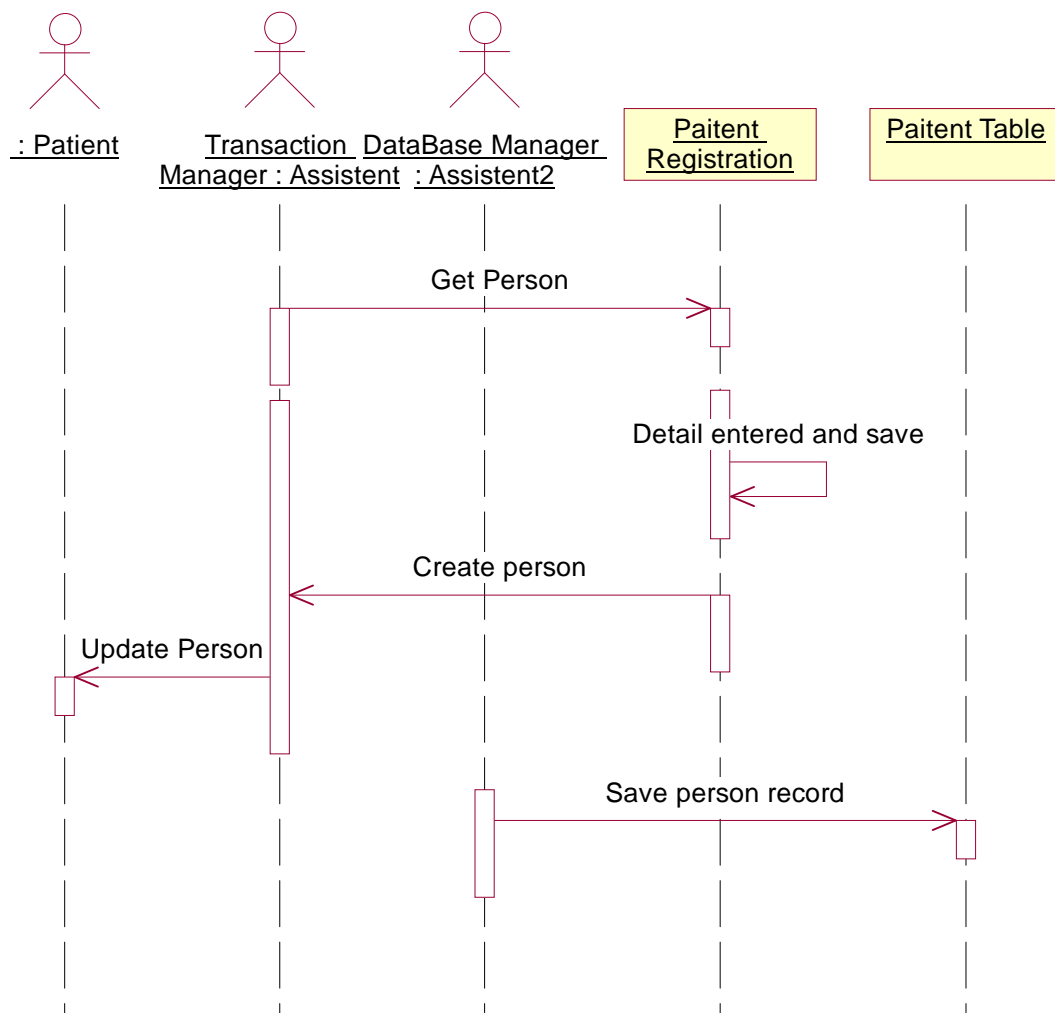 : Patient
Transaction
Manager : Assistent
DataBase Manager
: Assistent2
Paitent
Registration
Paitent Table
Get Person
Detail entered and save
Create person
Update Person
Save person record